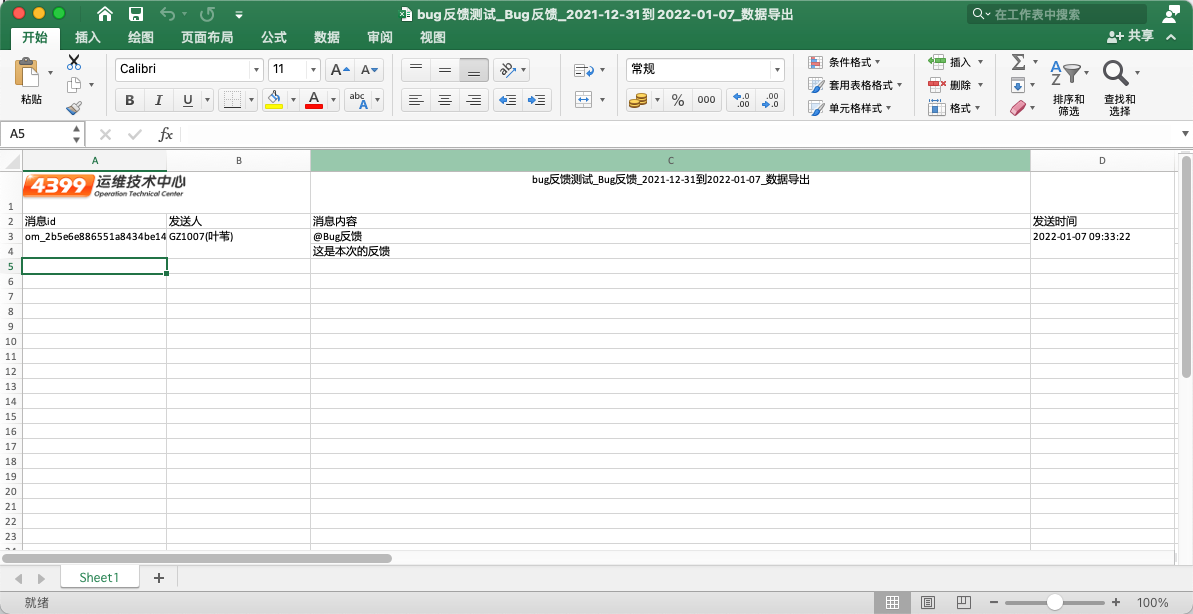 bug反馈测试_Bug反馈_2021-12-31到2022-01-07_数据导出
在工作表中搜索
开始 插入 绘图 页面布局 公式 数据 审阅 视图 共享
粘贴
Calibri 11 A A
B I U A abc A
常规
% 000 .0 .00 .00 .0
条件格式
套用表格格式
单元格样式
插入
删除
格式
Σ
A Z
排序和筛选
查找和选择
A5 fx
A B C D
4399 运维技术中心
Operation Technical Center
bug反馈测试_Bug反馈_2021-12-31到2022-01-07_数据导出
1
2 消息id 发送人 消息内容 发送时间
3 om_2b5e6e886551a8434be14 GZ1007(叶苇) @Bug反馈 2022-01-07 09:33:22
4 这是本次的反馈
5
6
7
8
9
10
11
12
13
14
15
16
17
18
19
20
21
22
23
24
Sheet1 +
就绪 100%